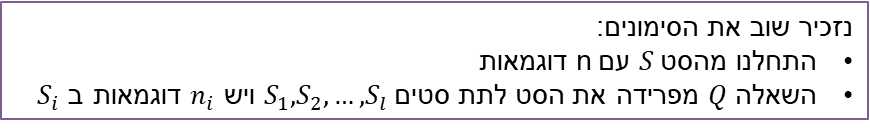 נזכיר שוב את הסימונים:
• התחלנו מהסט S עם n דוגמאות
• השאלה Q מפרידה את הסט לתת סטים S₁,S₂, … ,Sₗ ויש nᵢ דוגמאות ב Sᵢ